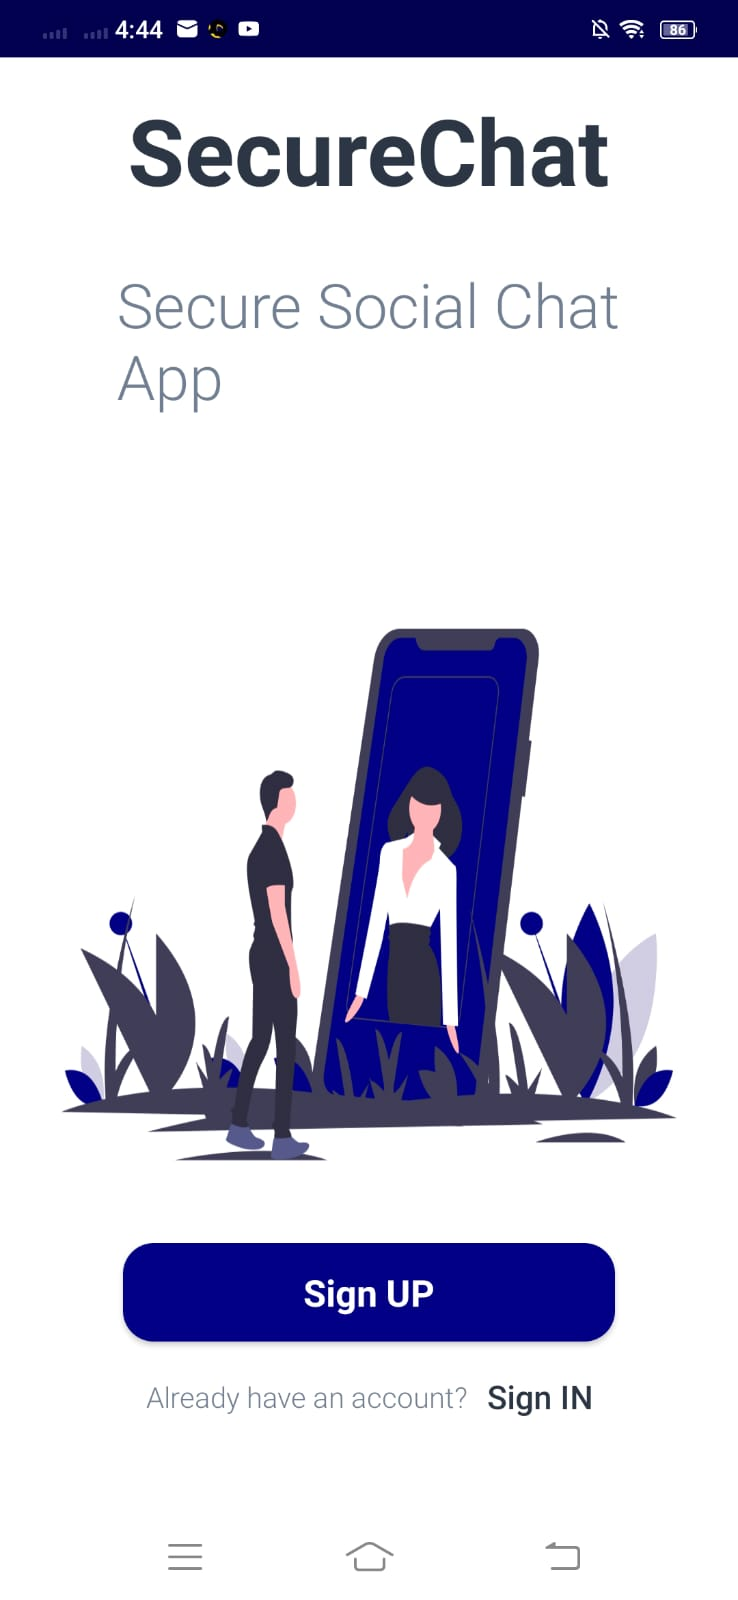 4:44
86
SecureChat
Secure Social Chat
App
Sign UP
Already have an account? Sign IN